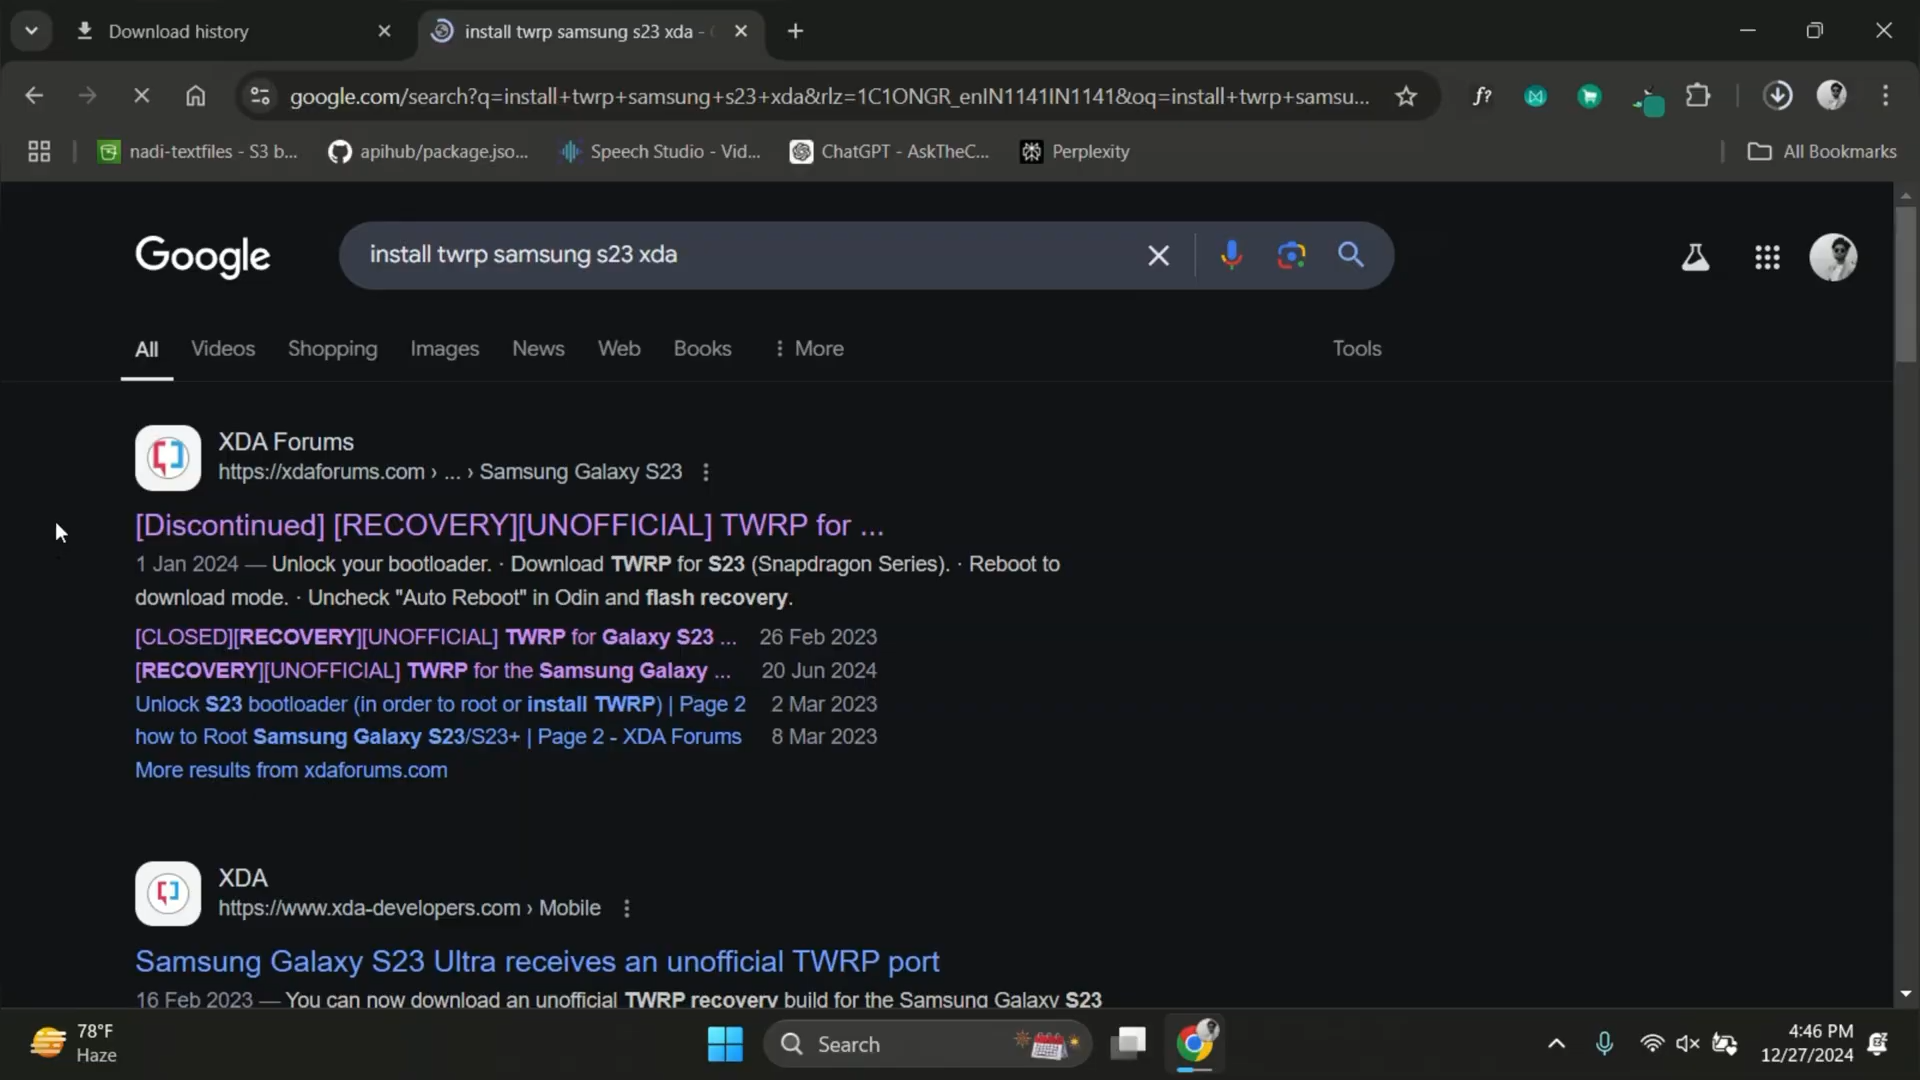 Download history
install twrp samsung s23 xda -
google.com/search?q=install+twrp+samsung+s23+xda&rlz=1C1ONGR_enIN1141IN1141&oq=install+twrp+samsu...
f?
nadi-textfiles - S3 b...
apihub/package.jso...
Speech Studio - Vid...
ChatGPT - AskTheC...
Perplexity
All Bookmarks
Google
install twrp samsung s23 xda
All
Videos
Shopping
Images
News
Web
Books
More
Tools
XDA Forums
https://xdaforums.com › ... › Samsung Galaxy S23
[Discontinued] [RECOVERY][UNOFFICIAL] TWRP for ...
1 Jan 2024 — Unlock your bootloader. · Download TWRP for S23 (Snapdragon Series). · Reboot to
download mode. · Uncheck "Auto Reboot" in Odin and flash recovery.
[CLOSED][RECOVERY][UNOFFICIAL] TWRP for Galaxy S23 ... 26 Feb 2023
[RECOVERY][UNOFFICIAL] TWRP for the Samsung Galaxy ... 20 Jun 2024
Unlock S23 bootloader (in order to root or install TWRP) | Page 2 2 Mar 2023
how to Root Samsung Galaxy S23/S23+ | Page 2 - XDA Forums 8 Mar 2023
More results from xdaforums.com
XDA
https://www.xda-developers.com › Mobile
Samsung Galaxy S23 Ultra receives an unofficial TWRP port
16 Feb 2023 — You can now download an unofficial TWRP recovery build for the Samsung Galaxy S23
78°F
Haze
Search
4:46 PM
12/27/2024